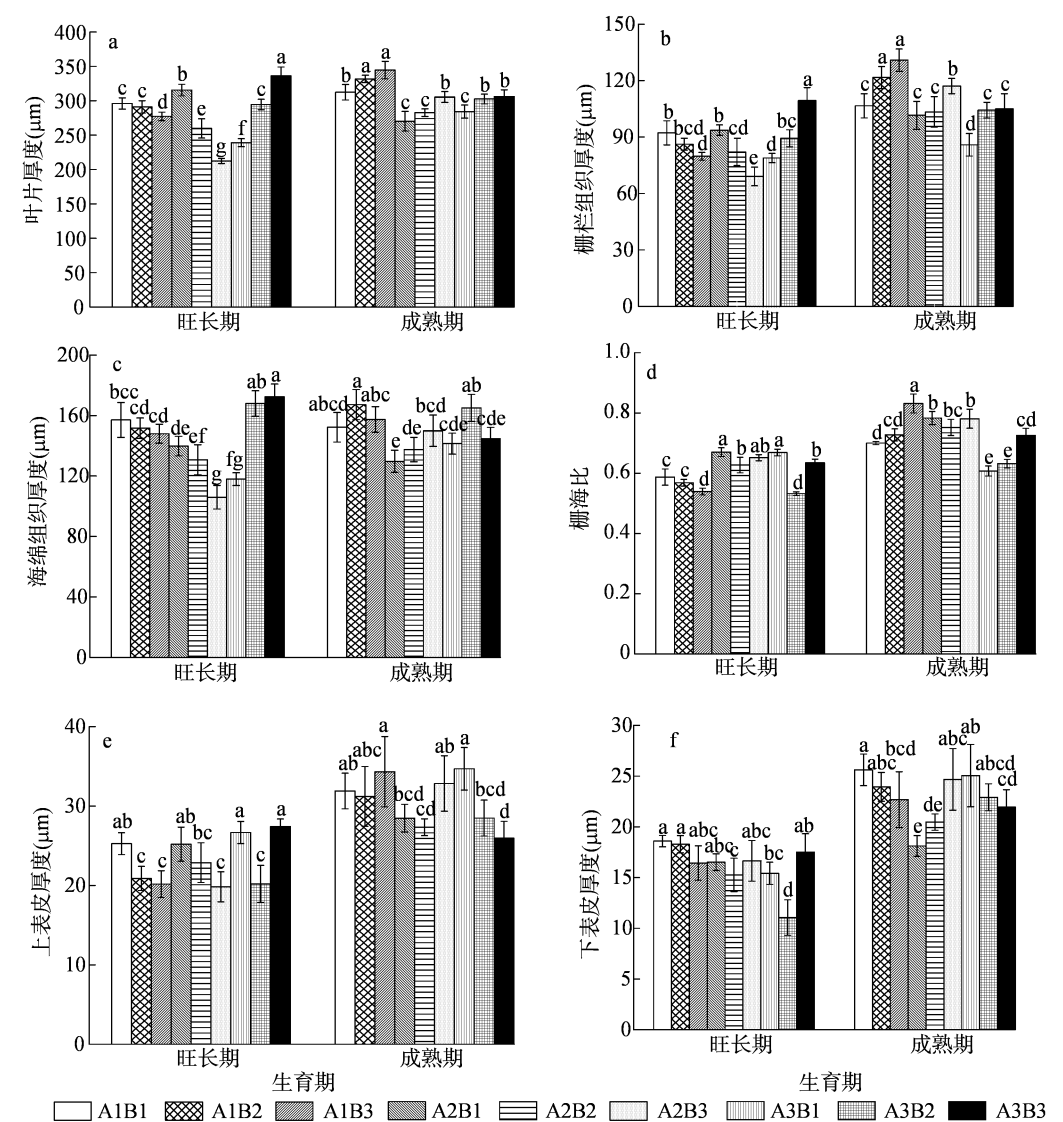 a
叶片厚度(μm)
400
350
300
250
200
150
100
50
0
c c d b e g f c a
b a a c c b c b b
旺长期 成熟期
b
栅栏组织厚度(μm)
150
120
90
60
30
0
b bcd d b cd e d bc a
c a a c c b d c c
旺长期 成熟期
c
海绵组织厚度(μm)
200
160
120
80
40
0
bcc cd cd de ef g fg ab a
abcd a abc e de bcd cde ab cde
旺长期 成熟期
d
栅海比
1.0
0.8
0.6
0.4
0.2
0
c c d a b ab a d b
d cd a b bc b e e cd
旺长期 成熟期
e
上表皮厚度(μm)
40
30
20
10
0
ab c c ab bc c a c a
ab abc a bcd cd ab a bcd d
旺长期 成熟期
生育期
f
下表皮厚度(μm)
30
25
20
15
10
5
0
a a abc abc c abc bc d ab
a abc bcd e de abc ab abcd cd
旺长期 成熟期
生育期
A1B1 A1B2 A1B3 A2B1 A2B2 A2B3 A3B1 A3B2 A3B3